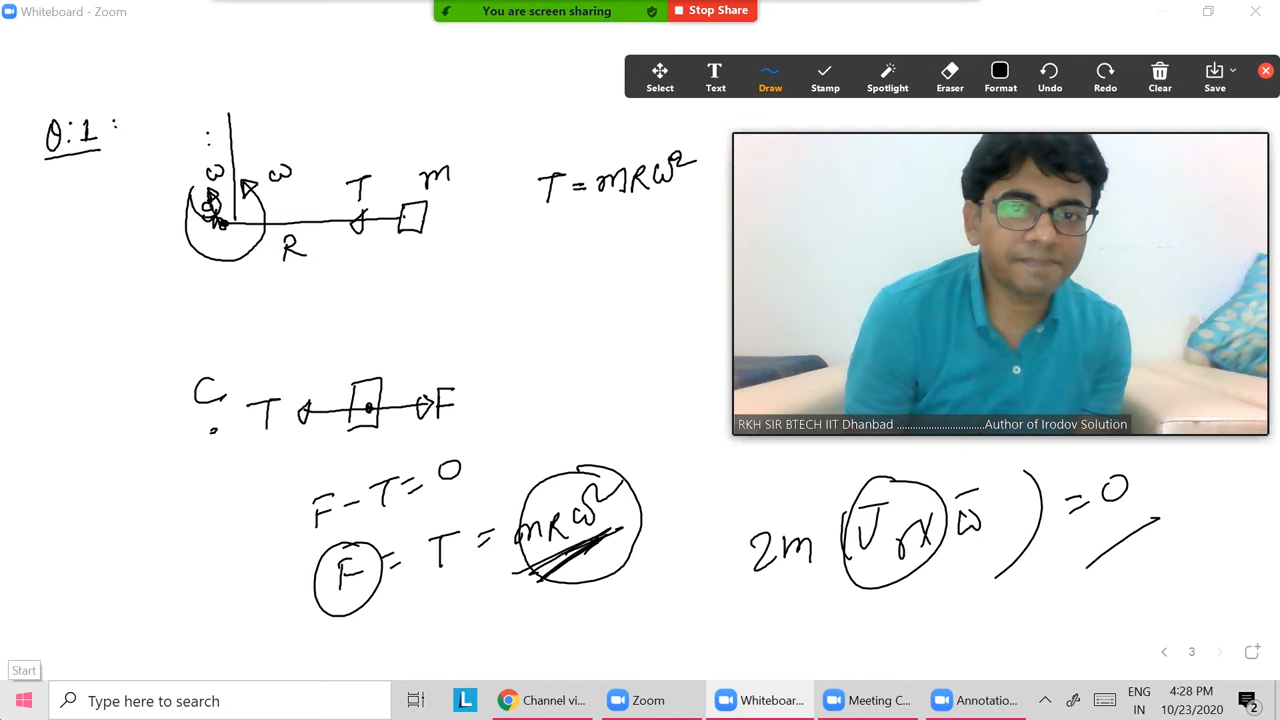 Whiteboard - Zoom
You are screen sharing
Stop Share
Select
Text
Draw
Stamp
Spotlight
Eraser
Format
Undo
Redo
Clear
Save
Q:1:
ω ω
T m
R
T = mRω²
RKH SIR BTECH IIT Dhanbad ................................Author of Irodov Solution
C.
T F
F - T = 0
F = T = mRω²
2m (Vr x ω) = 0
3
Start
Type here to search
L
Channel vi...
Zoom
Whiteboar...
Meeting C...
Annotatio...
ENG
IN
4:28 PM
10/23/2020
2